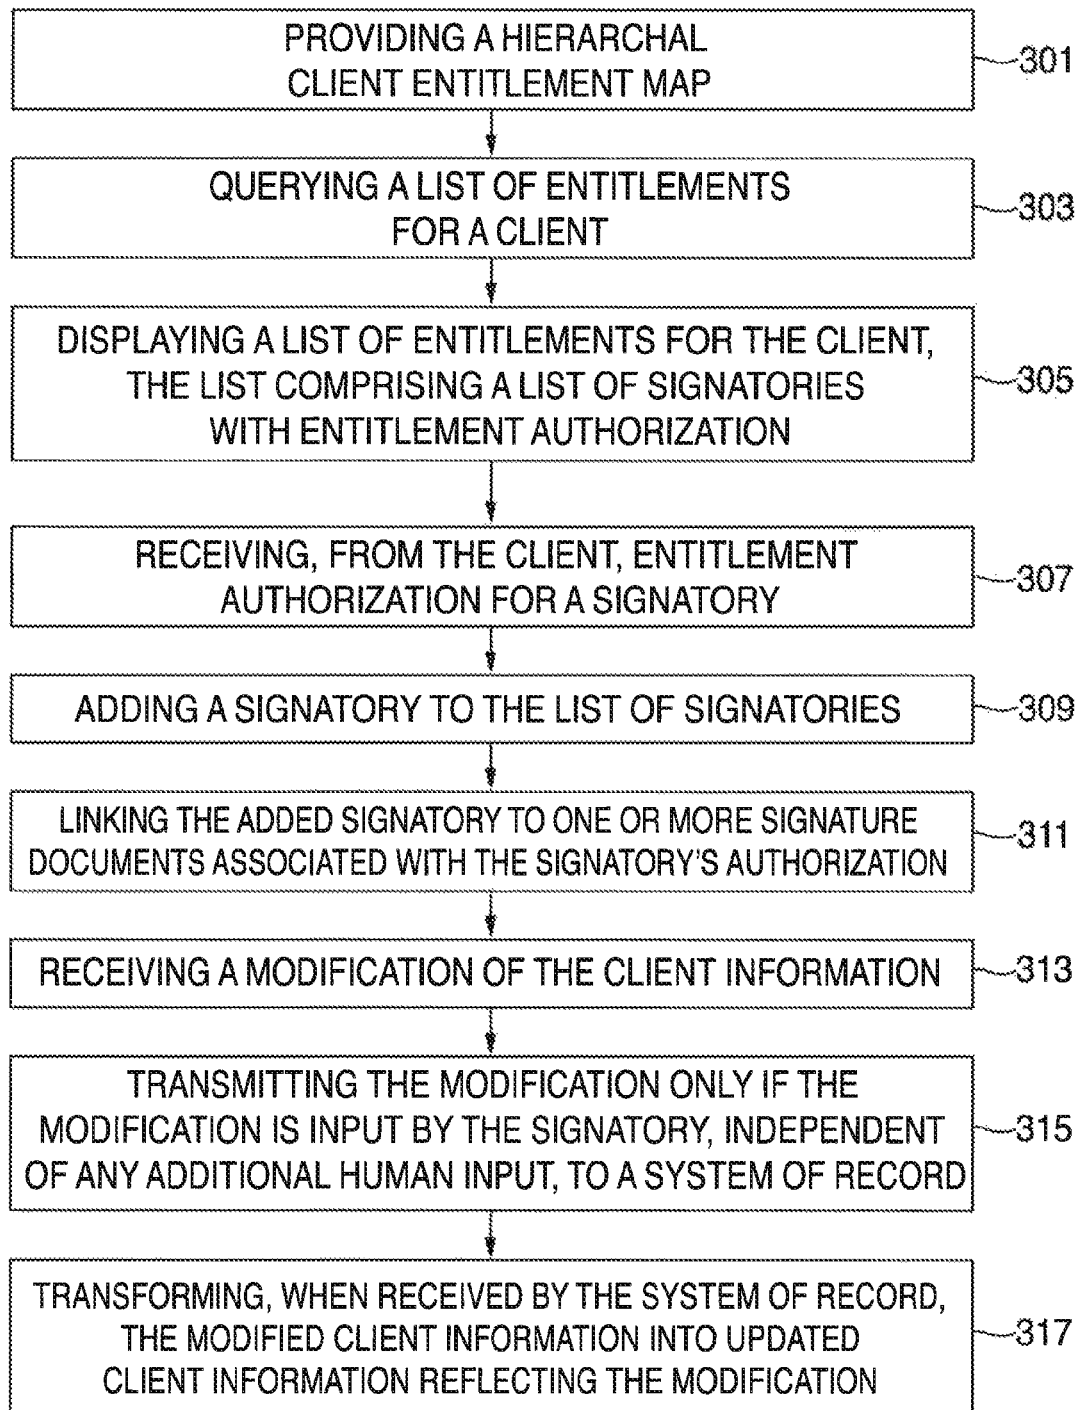 PROVIDING A HIERARCHAL
CLIENT ENTITLEMENT MAP
301
QUERYING A LIST OF ENTITLEMENTS
FOR A CLIENT
303
DISPLAYING A LIST OF ENTITLEMENTS FOR THE CLIENT,
THE LIST COMPRISING A LIST OF SIGNATORIES
WITH ENTITLEMENT AUTHORIZATION
305
RECEIVING, FROM THE CLIENT, ENTITLEMENT
AUTHORIZATION FOR A SIGNATORY
307
ADDING A SIGNATORY TO THE LIST OF SIGNATORIES
309
LINKING THE ADDED SIGNATORY TO ONE OR MORE SIGNATURE
DOCUMENTS ASSOCIATED WITH THE SIGNATORY'S AUTHORIZATION
311
RECEIVING A MODIFICATION OF THE CLIENT INFORMATION
313
TRANSMITTING THE MODIFICATION ONLY IF THE
MODIFICATION IS INPUT BY THE SIGNATORY, INDEPENDENT
OF ANY ADDITIONAL HUMAN INPUT, TO A SYSTEM OF RECORD
315
TRANSFORMING, WHEN RECEIVED BY THE SYSTEM OF RECORD,
THE MODIFIED CLIENT INFORMATION INTO UPDATED
CLIENT INFORMATION REFLECTING THE MODIFICATION
317